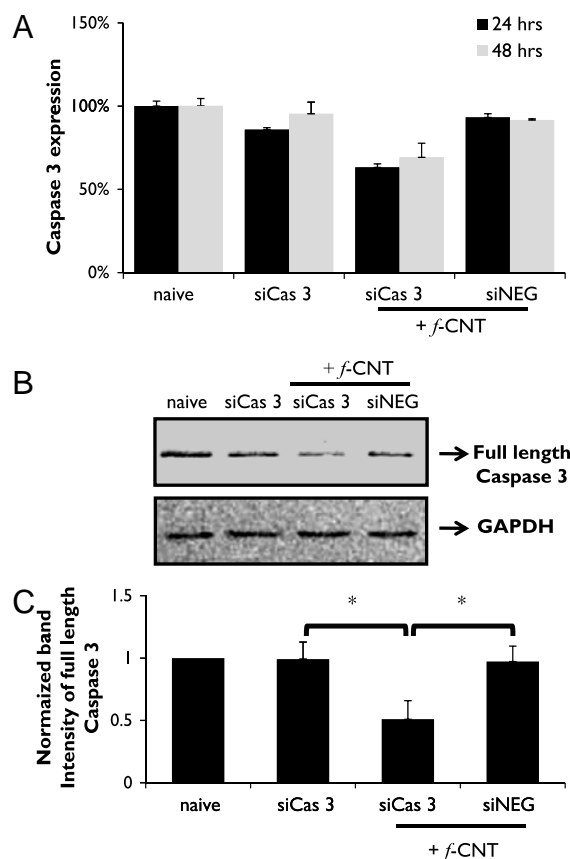 A
150%
24 hrs
48 hrs
100%
50%
0%
Caspase 3 expression
naive siCas 3 siCas 3 siNEG
+ f-CNT
B
+ f-CNT
naive siCas 3 siCas 3 siNEG
Full length
Caspase 3
GAPDH
C
1.5
1
0.5
0
Normaized band
Intensity of full length
Caspase 3
* *
naive siCas 3 siCas 3 siNEG
+ f-CNT